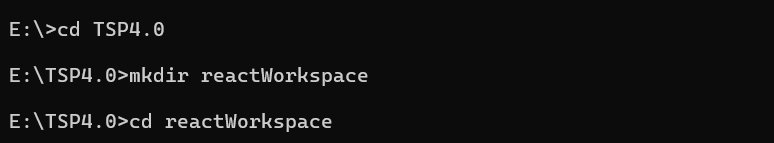 E:\>cd TSP4.0
E:\TSP4.0>mkdir reactWorkspace
E:\TSP4.0>cd reactWorkspace